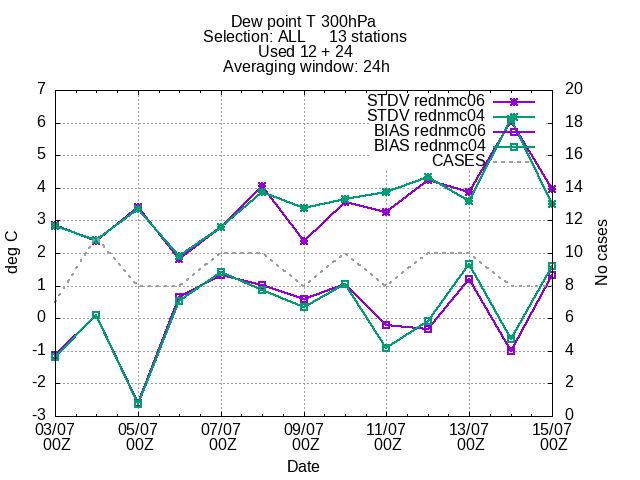 Dew point T 300hPa
Selection: ALL 13 stations
Used 12 + 24
Averaging window: 24h
7 20
STDV rednmc06
6 STDV rednmc04 18
BIAS rednmc06
BIAS rednmc04
5 CASES 16
4 14
3 12
2 10
1 8
0 6
-1 4
-2 2
-3 0
deg C
No cases
03/07 05/07 07/07 09/07 11/07 13/07 15/07
00Z 00Z 00Z 00Z 00Z 00Z 00Z
Date